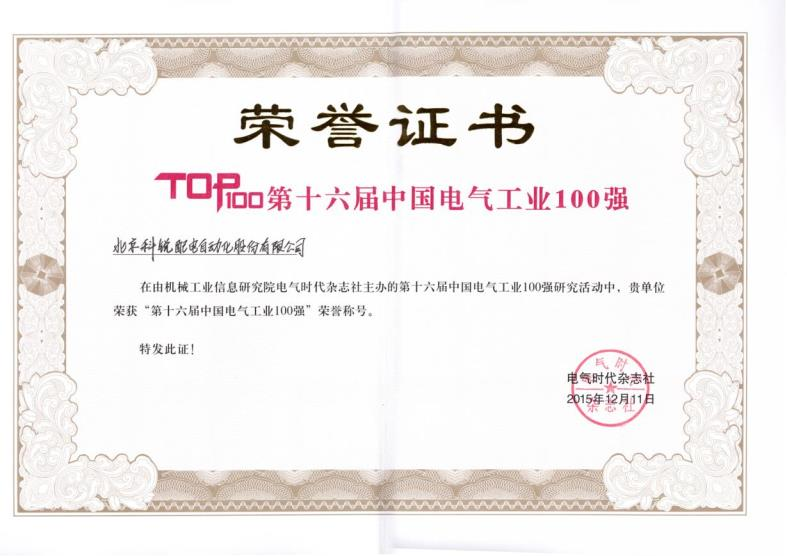 荣誉证书
TOP100第十六届中国电气工业100强
北京科锐配电自动化股份有限公司
在由机械工业信息研究院电气时代杂志社主办的第十六届中国电气工业100强研究活动中，贵单位
荣获“第十六届中国电气工业100强”荣誉称号。
特发此证！
电气时代杂志社
2015年12月11日